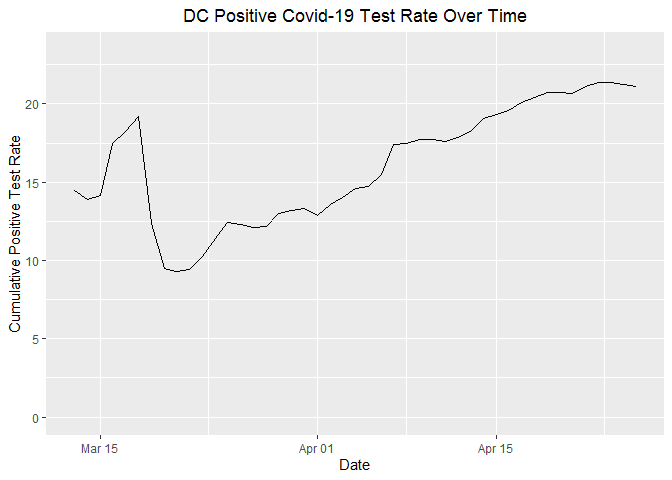 DC Positive Covid-19 Test Rate Over Time
Cumulative Positive Test Rate
20
15
10
5
0
Mar 15 Apr 01 Apr 15
Date